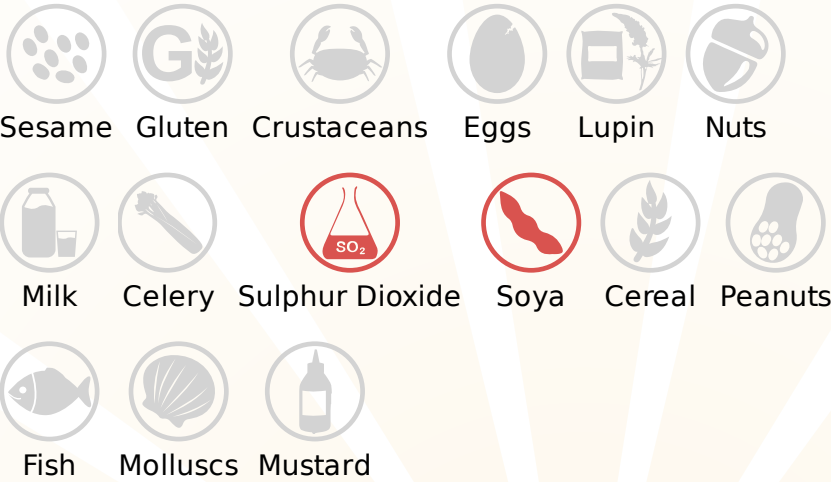 G
Sesame Gluten Crustaceans Eggs Lupin Nuts
SO₂
Milk Celery Sulphur Dioxide Soya Cereal Peanuts
Fish Molluscs Mustard